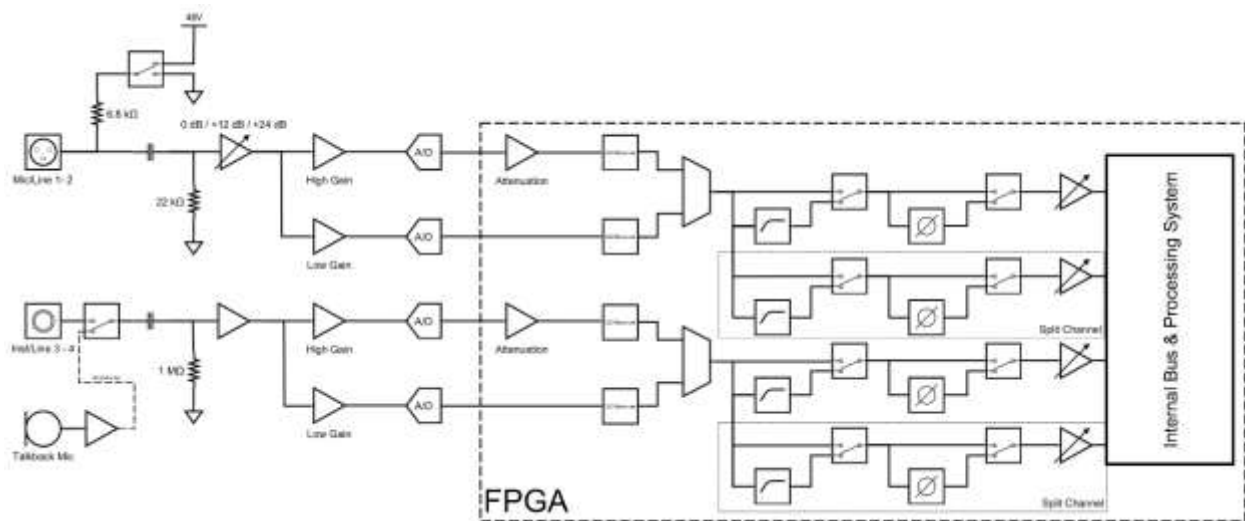 48V
6.8 kΩ
0 dB / +12 dB / +24 dB
Mic/Line 1- 2
22 kΩ
High Gain
A/D
Attenuation
Low Gain
A/D
Split Channel
Inst/Line 3 - 4
1 MΩ
High Gain
A/D
Attenuation
Low Gain
A/D
Talkback Mic
Split Channel
FPGA
Internal Bus & Processing System